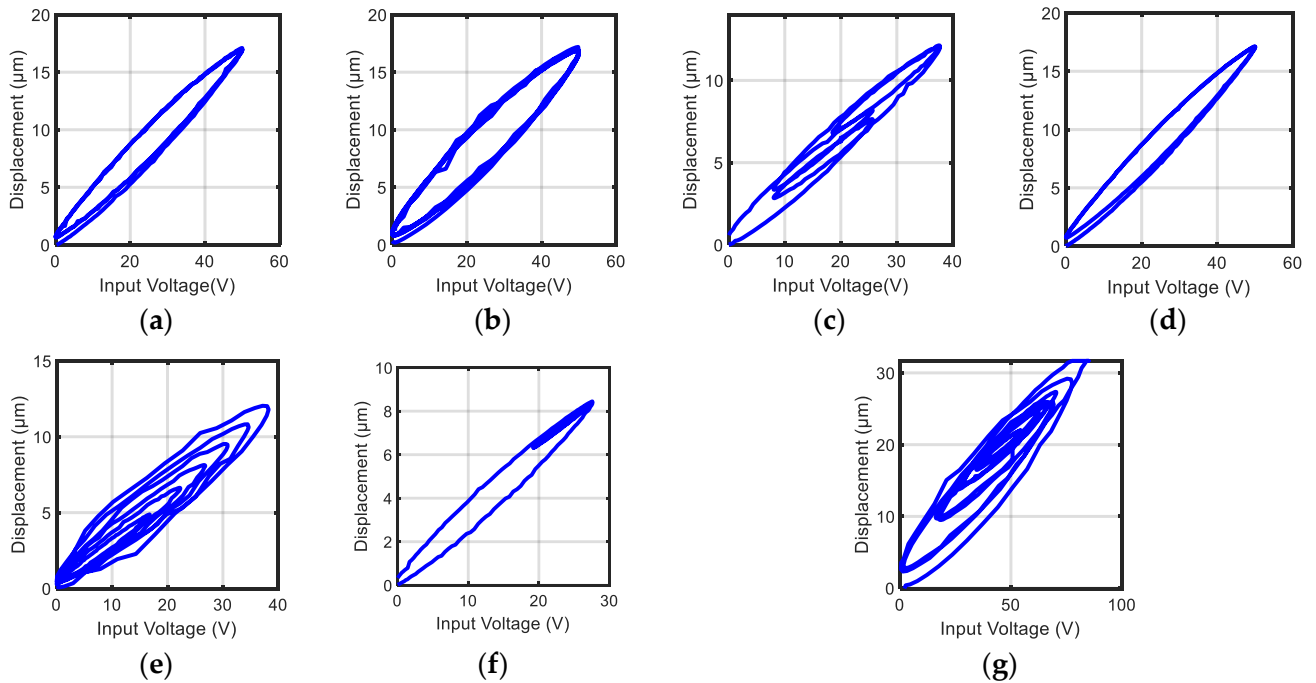 20
15
10
5
0
Displacement (μm)
0 20 40 60
Input Voltage(V)
(a)
20
15
10
5
0
Displacement (μm)
0 20 40 60
Input Voltage(V)
(b)
10
5
0
Displacement (μm)
0 10 20 30 40
Input Voltage(V)
(c)
20
15
10
5
0
Displacement (μm)
0 20 40 60
Input Voltage (V)
(d)
15
10
5
0
Displacement (μm)
0 10 20 30 40
Input Voltage (V)
(e)
10
8
6
4
2
0
Displacement (μm)
0 10 20 30
Input Voltage (V)
(f)
30
20
10
0
Displacement (μm)
0 50 100
Input Voltage (V)
(g)